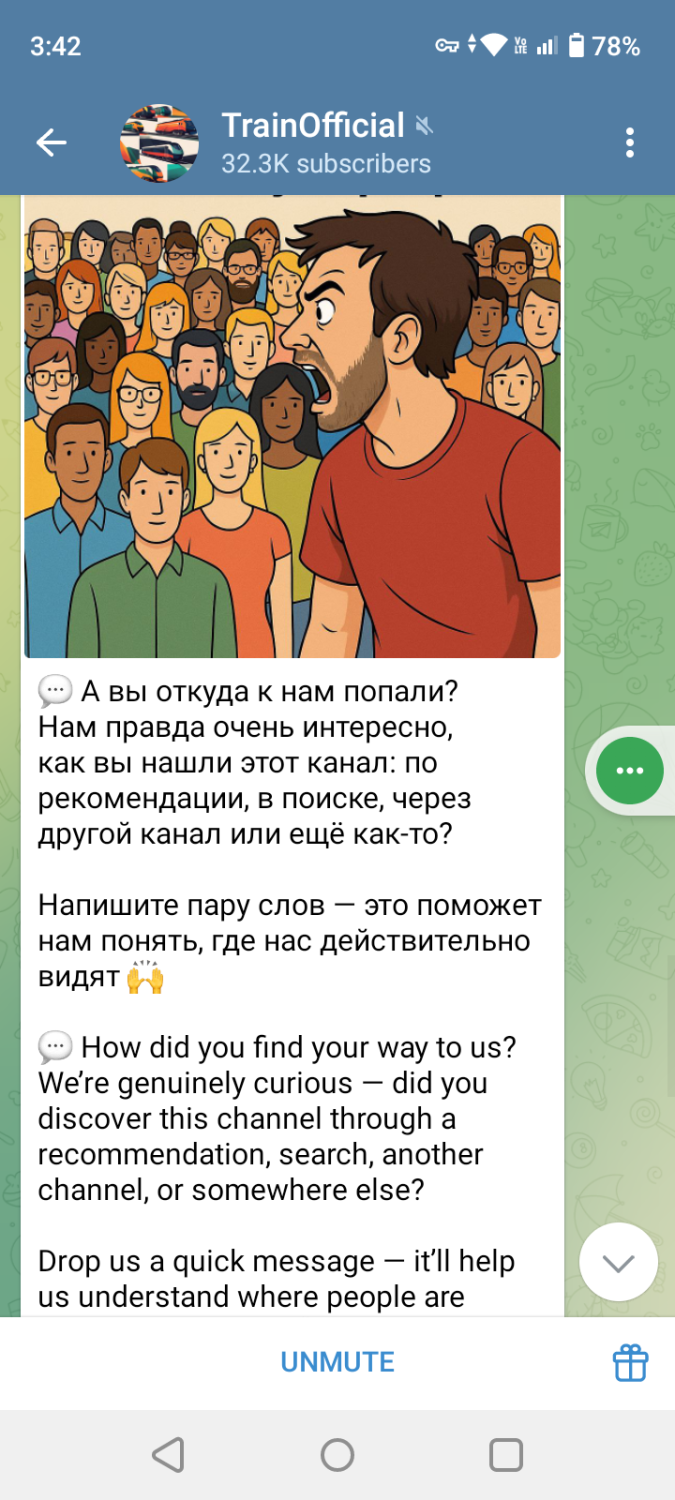 3:42
VoLTE
78%
TrainOfficial
32.3K subscribers
💬 А вы откуда к нам попали?
Нам правда очень интересно,
как вы нашли этот канал: по
рекомендации, в поиске, через
другой канал или ещё как-то?
Напишите пару слов — это поможет
нам понять, где нас действительно
видят 🙌
💬 How did you find your way to us?
We’re genuinely curious — did you
discover this channel through a
recommendation, search, another
channel, or somewhere else?
Drop us a quick message — it’ll help
us understand where people are
UNMUTE